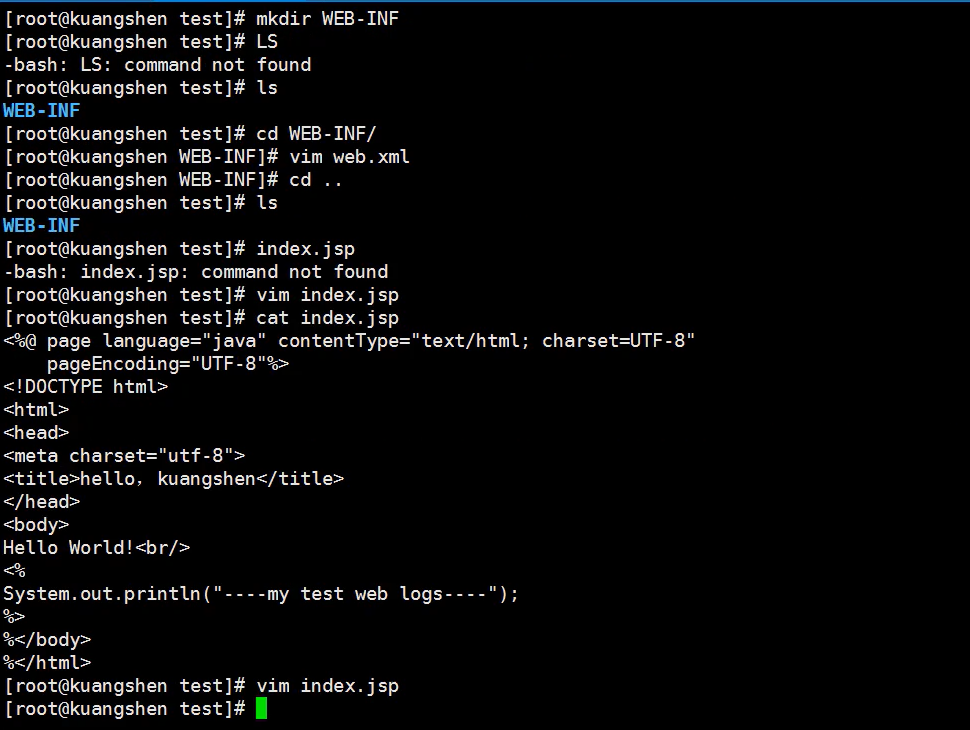 [root@kuangshen test]# mkdir WEB-INF
[root@kuangshen test]# LS
-bash: LS: command not found
[root@kuangshen test]# ls
WEB-INF
[root@kuangshen test]# cd WEB-INF/
[root@kuangshen WEB-INF]# vim web.xml
[root@kuangshen WEB-INF]# cd ..
[root@kuangshen test]# ls
WEB-INF
[root@kuangshen test]# index.jsp
-bash: index.jsp: command not found
[root@kuangshen test]# vim index.jsp
[root@kuangshen test]# cat index.jsp
<%@ page language="java" contentType="text/html; charset=UTF-8"
    pageEncoding="UTF-8"%>
<!DOCTYPE html>
<html>
<head>
<meta charset="utf-8">
<title>hello，kuangshen</title>
</head>
<body>
Hello World!<br/>
<%
System.out.println("----my test web logs----");
%>
%</body>
%</html>
[root@kuangshen test]# vim index.jsp
[root@kuangshen test]#